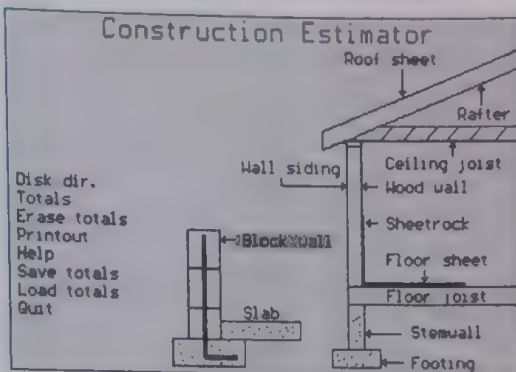 Construction Estimator
Roof sheet
Rafter
Wall siding
Ceiling joist
Wood wall
Sheetrock
Disk dir.
Totals
Erase totals
Printout
Help
Save totals
Load totals
Quit
Block Wall
Floor sheet
Floor joist
Slab
Stemwall
Footing